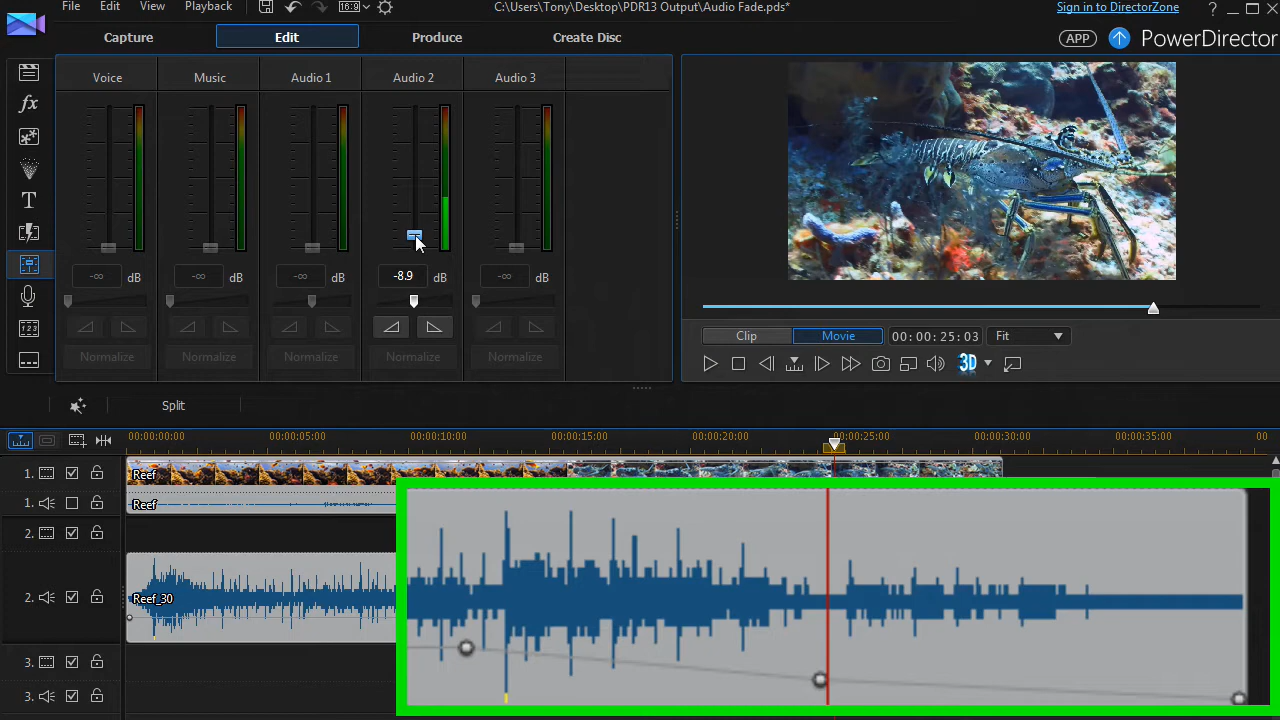 File Edit View Playback 16:9 C:\Users\Tony\Desktop\PDR13 Output\Audio Fade.pds* Sign in to DirectorZone ?
Capture Edit Produce Create Disc APP PowerDirector
Voice Music Audio 1 Audio 2 Audio 3
fx
T
-∞ dB -∞ dB -∞ dB -8.9 dB -∞ dB
Normalize Normalize Normalize Normalize Normalize
Clip Movie 00:00:25:03 Fit
3D
Split
00:00:00:00 00:00:05:00 00:00:10:00 00:00:15:00 00:00:20:00 00:00:25:00 00:00:30:00 00:00:35:00 00
1. Reef
1. Reef
2.
2. Reef_30
3.
3.